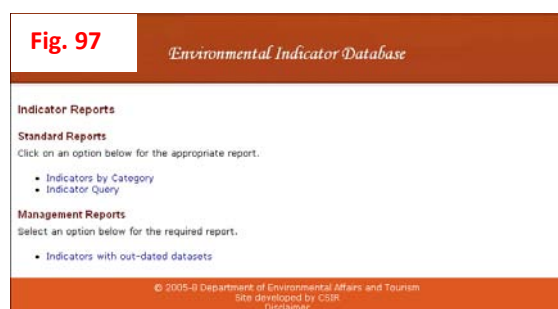 Fig. 97
Environmental Indicator Database
Indicator Reports
Standard Reports
Click on an option below for the appropriate report.
• Indicators by Category
• Indicator Query
Management Reports
Select an option below for the required report.
• Indicators with out-dated datasets
© 2005-8 Department of Environmental Affairs and Tourism
Site developed by CSIR
Disclaimer